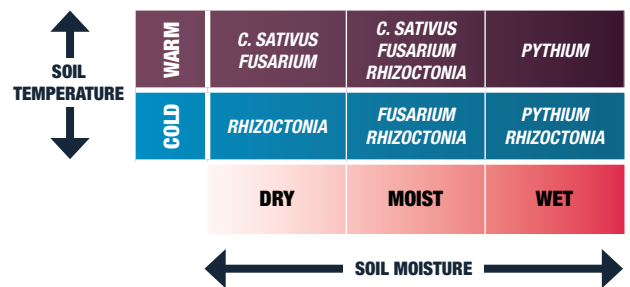 SOIL
TEMPERATURE
WARM
C. SATIVUS
FUSARIUM
C. SATIVUS
FUSARIUM
RHIZOCTONIA
PYTHIUM
COLD
RHIZOCTONIA
FUSARIUM
RHIZOCTONIA
PYTHIUM
RHIZOCTONIA
DRY
MOIST
WET
SOIL MOISTURE